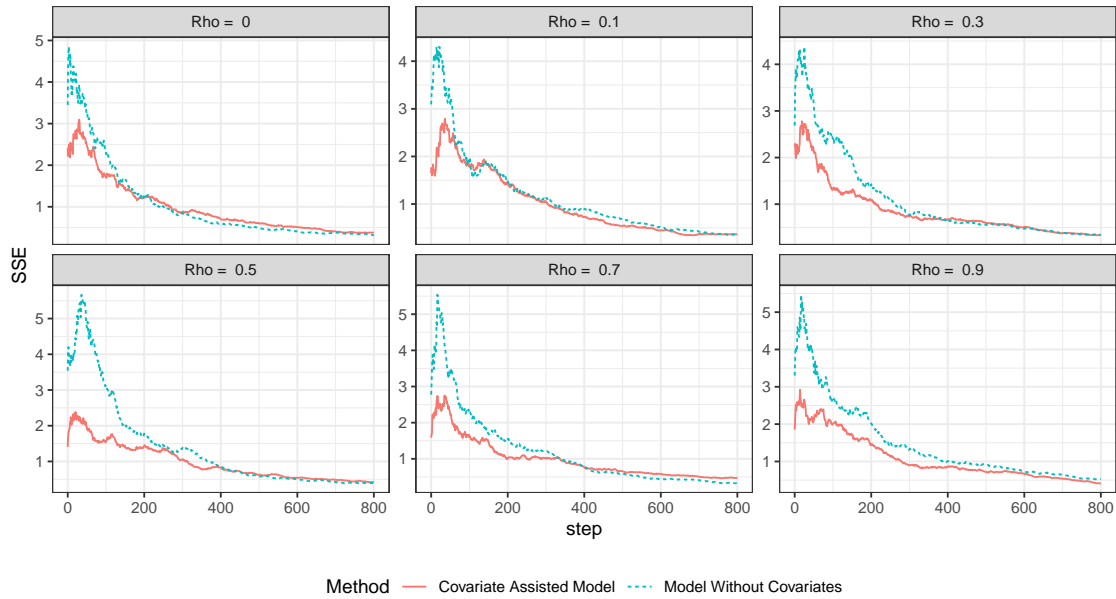 Rho = 0
Rho = 0.1
Rho = 0.3
5
4
3
2
1
4
3
2
1
4
3
2
1
Rho = 0.5
Rho = 0.7
Rho = 0.9
5
4
3
2
1
5
4
3
2
1
5
4
3
2
1
0 200 400 600 800
0 200 400 600 800
0 200 400 600 800
SSE
step
Method Covariate Assisted Model Model Without Covariates